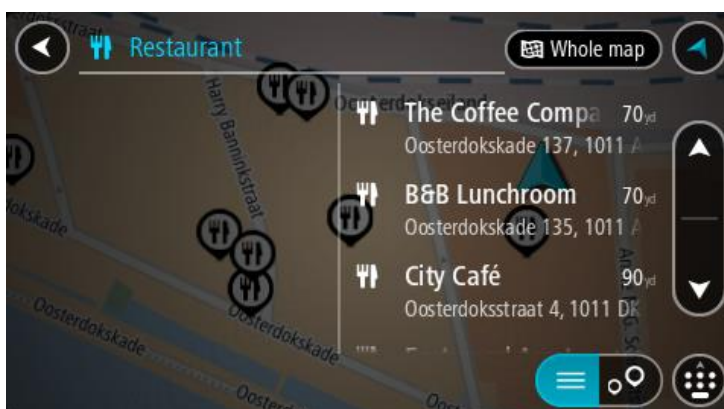 Restaurant
Whole map
Harry Banninkstraat
Oosterdokseiland
The Coffee Compa 70yd
Oosterdokskade 137, 1011 A
B&B Lunchroom 70yd
Oosterdokskade 135, 1011 A
City Café 90yd
Oosterdoksstraat 4, 1011 DK
Oosterdokskade
Oosterdokskade